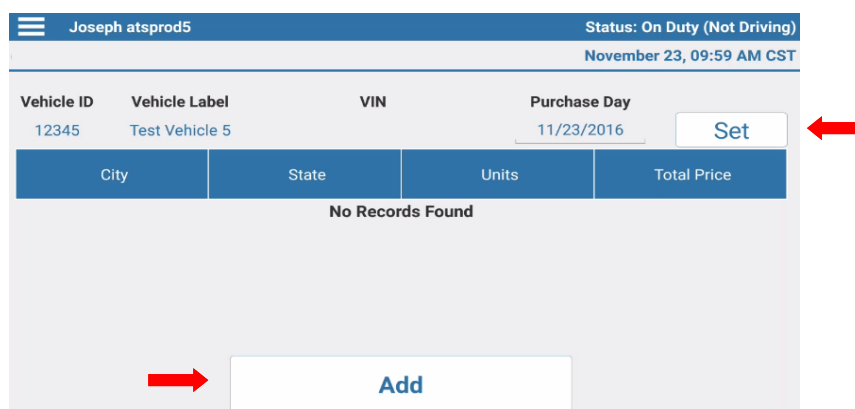 Joseph atsprod5 Status: On Duty (Not Driving)
November 23, 09:59 AM CST
Vehicle ID Vehicle Label VIN Purchase Day
12345 Test Vehicle 5 11/23/2016 Set
City State Units Total Price
No Records Found
Add